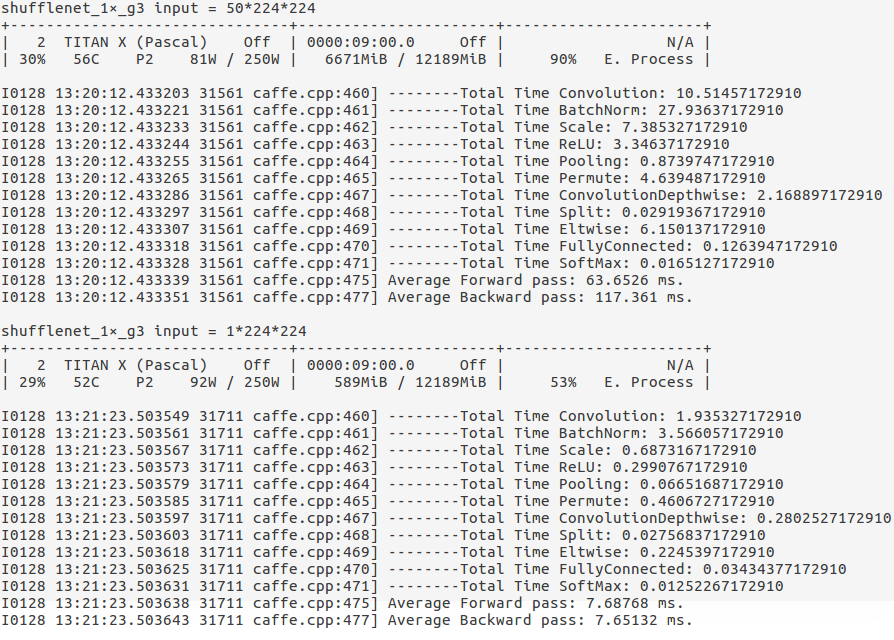 shufflenet_1×_g3 input = 50*224*224
+-------------------------------+----------------------+----------------------+
|   2  TITAN X (Pascal)    Off  | 0000:09:00.0     Off |                  N/A |
| 30%   56C    P2    81W / 250W |   6671MiB / 12189MiB |     90%   E. Process |
I0128 13:20:12.433203 31561 caffe.cpp:460] --------Total Time Convolution: 10.51457172910
I0128 13:20:12.433221 31561 caffe.cpp:461] --------Total Time BatchNorm: 27.93637172910
I0128 13:20:12.433233 31561 caffe.cpp:462] --------Total Time Scale: 7.385327172910
I0128 13:20:12.433244 31561 caffe.cpp:463] --------Total Time ReLU: 3.34637172910
I0128 13:20:12.433255 31561 caffe.cpp:464] --------Total Time Pooling: 0.8739747172910
I0128 13:20:12.433265 31561 caffe.cpp:465] --------Total Time Permute: 4.639487172910
I0128 13:20:12.433286 31561 caffe.cpp:467] --------Total Time ConvolutionDepthwise: 2.168897172910
I0128 13:20:12.433297 31561 caffe.cpp:468] --------Total Time Split: 0.02919367172910
I0128 13:20:12.433307 31561 caffe.cpp:469] --------Total Time Eltwise: 6.150137172910
I0128 13:20:12.433318 31561 caffe.cpp:470] --------Total Time FullyConnected: 0.1263947172910
I0128 13:20:12.433328 31561 caffe.cpp:471] --------Total Time SoftMax: 0.0165127172910
I0128 13:20:12.433339 31561 caffe.cpp:475] Average Forward pass: 63.6526 ms.
I0128 13:20:12.433351 31561 caffe.cpp:477] Average Backward pass: 117.361 ms.
shufflenet_1×_g3 input = 1*224*224
+-------------------------------+----------------------+----------------------+
|   2  TITAN X (Pascal)    Off  | 0000:09:00.0     Off |                  N/A |
| 29%   52C    P2    92W / 250W |    589MiB / 12189MiB |     53%   E. Process |
I0128 13:21:23.503549 31711 caffe.cpp:460] --------Total Time Convolution: 1.935327172910
I0128 13:21:23.503561 31711 caffe.cpp:461] --------Total Time BatchNorm: 3.566057172910
I0128 13:21:23.503567 31711 caffe.cpp:462] --------Total Time Scale: 0.6873167172910
I0128 13:21:23.503573 31711 caffe.cpp:463] --------Total Time ReLU: 0.2990767172910
I0128 13:21:23.503579 31711 caffe.cpp:464] --------Total Time Pooling: 0.06651687172910
I0128 13:21:23.503585 31711 caffe.cpp:465] --------Total Time Permute: 0.4606727172910
I0128 13:21:23.503597 31711 caffe.cpp:467] --------Total Time ConvolutionDepthwise: 0.2802527172910
I0128 13:21:23.503603 31711 caffe.cpp:468] --------Total Time Split: 0.02756837172910
I0128 13:21:23.503618 31711 caffe.cpp:469] --------Total Time Eltwise: 0.2245397172910
I0128 13:21:23.503625 31711 caffe.cpp:470] --------Total Time FullyConnected: 0.03434377172910
I0128 13:21:23.503631 31711 caffe.cpp:471] --------Total Time SoftMax: 0.01252267172910
I0128 13:21:23.503638 31711 caffe.cpp:475] Average Forward pass: 7.68768 ms.
I0128 13:21:23.503643 31711 caffe.cpp:477] Average Backward pass: 7.65132 ms.